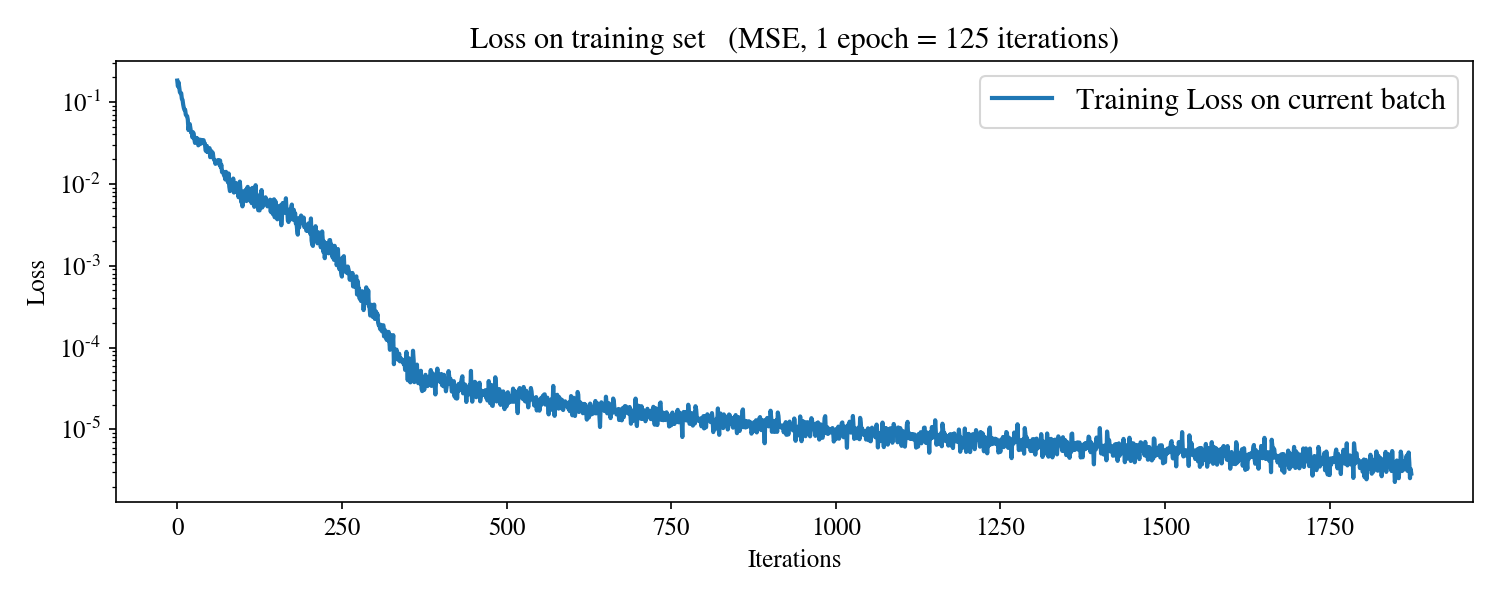 Loss on training set   (MSE, 1 epoch = 125 iterations)
Training Loss on current batch
Loss
10⁻¹
10⁻²
10⁻³
10⁻⁴
10⁻⁵
0 250 500 750 1000 1250 1500 1750
Iterations